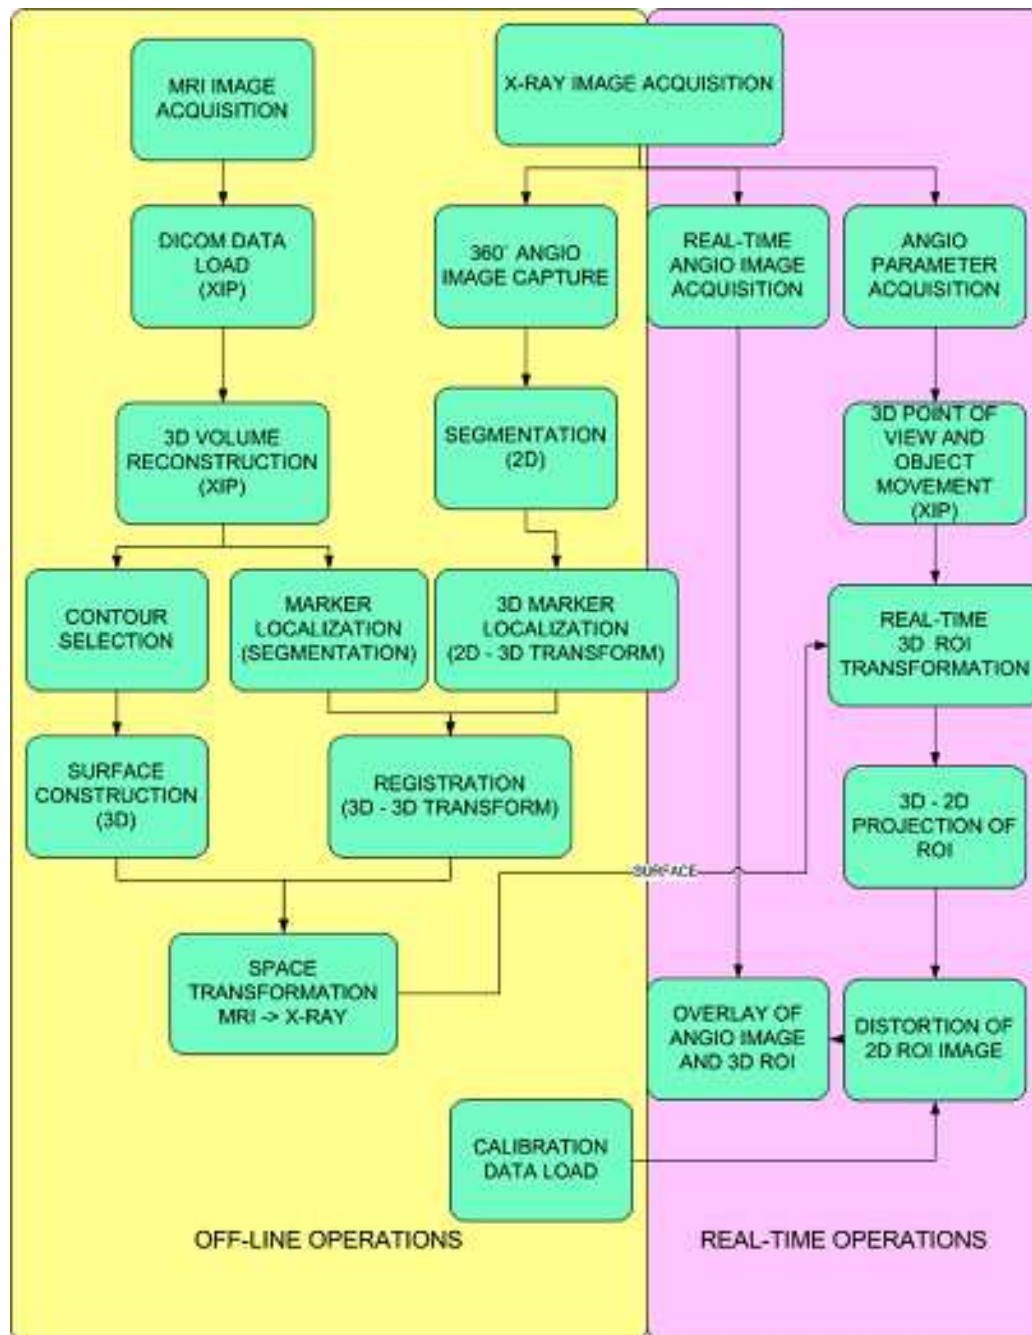 MRI IMAGE
ACQUISITION
X-RAY IMAGE ACQUISITION
DICOM DATA
LOAD
(XIP)
360° ANGIO
IMAGE CAPTURE
REAL-TIME
ANGIO IMAGE
ACQUISITION
ANGIO
PARAMETER
ACQUISITION
3D VOLUME
RECONSTRUCTION
(XIP)
SEGMENTATION
(2D)
3D POINT OF
VIEW AND
OBJECT
MOVEMENT
(XIP)
CONTOUR
SELECTION
MARKER
LOCALIZATION
(SEGMENTATION)
3D MARKER
LOCALIZATION
(2D - 3D TRANSFORM)
REAL-TIME
3D ROI
TRANSFORMATION
SURFACE
CONSTRUCTION
(3D)
REGISTRATION
(3D - 3D TRANSFORM)
3D - 2D
PROJECTION OF
ROI
SURFACE
SPACE
TRANSFORMATION
MRI -> X-RAY
OVERLAY OF
ANGIO IMAGE
AND 3D ROI
DISTORTION OF
2D ROI IMAGE
CALIBRATION
DATA LOAD
OFF-LINE OPERATIONS
REAL-TIME OPERATIONS